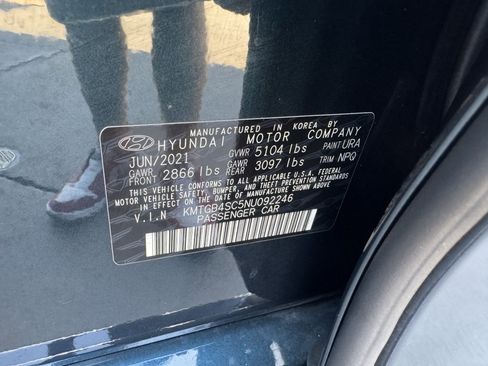 MANUFACTURED IN KOREA BY
HYUNDAI MOTOR COMPANY
JUN/2021 GVWR 5104 lbs PAINT URA
GAWR FRONT 2866 lbs GAWR REAR 3097 lbs TRIM NPQ
THIS VEHICLE CONFORMS TO ALL APPLICABLE U.S.A. FEDERAL
MOTOR VEHICLE SAFETY, BUMPER, AND THEFT PREVENTION STANDARDS
IN EFFECT ON THE DATE OF MANUFACTURE SHOWN ABOVE.
V.I.N KMTGB4SC5NU092246
PASSENGER CAR